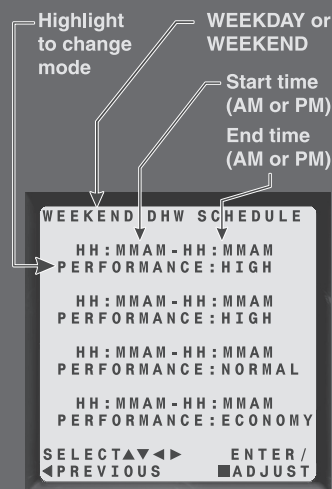 Highlight
to change
mode
WEEKDAY or
WEEKEND
Start time
(AM or PM)
End time
(AM or PM)
WEEKEND DHW SCHEDULE
HH:MMAM-HH:MMAM
PERFORMANCE:HIGH
HH:MMAM-HH:MMAM
PERFORMANCE:HIGH
HH:MMAM-HH:MMAM
PERFORMANCE:NORMAL
HH:MMAM-HH:MMAM
PERFORMANCE:ECONOMY
SELECT▲▼◀▶ ENTER/
◀PREVIOUS ■ADJUST